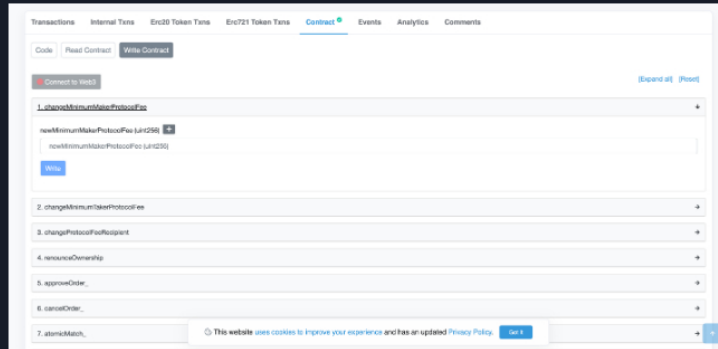 Transactions Internal Txns Erc20 Token Txns Erc721 Token Txns Contract Events Analytics Comments
Code Read Contract Write Contract
Connect to Web3 [Expand all] [Reset]
1. changeMinimumMakerProtocolFee
newMinimumMakerProtocolFee (uint256) +
newMinimumMakerProtocolFee (uint256)
Write
2. changeMinimumTakerProtocolFee
3. changeProtocolFeeRecipient
4. renounceOwnership
5. approveOrder_
6. cancelOrder_
7. atomicMatch_
This website uses cookies to improve your experience and has an updated Privacy Policy. Got It